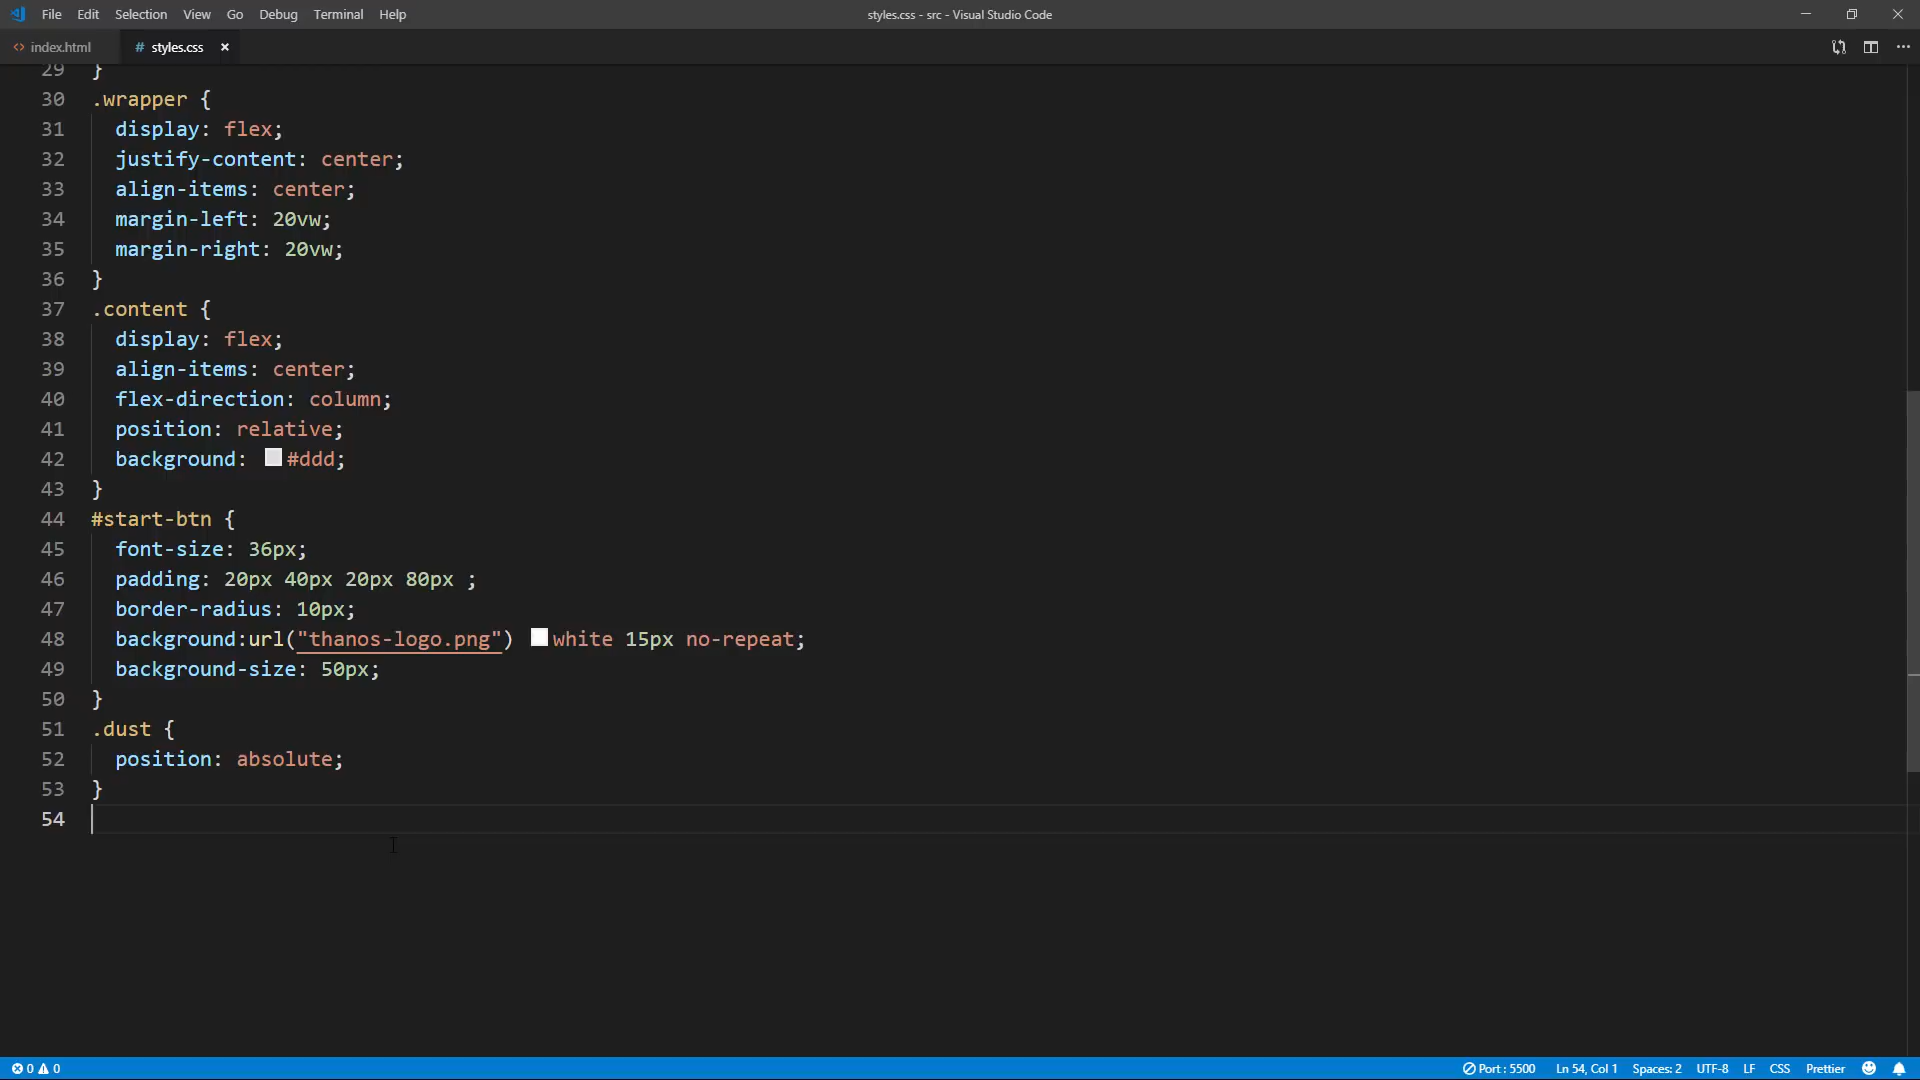 File Edit Selection View Go Debug Terminal Help styles.css - src - Visual Studio Code
<> index.html # styles.css ×
29 }
30 .wrapper {
31   display: flex;
32   justify-content: center;
33   align-items: center;
34   margin-left: 20vw;
35   margin-right: 20vw;
36 }
37 .content {
38   display: flex;
39   align-items: center;
40   flex-direction: column;
41   position: relative;
42   background: #ddd;
43 }
44 #start-btn {
45   font-size: 36px;
46   padding: 20px 40px 20px 80px ;
47   border-radius: 10px;
48   background:url("thanos-logo.png") white 15px no-repeat;
49   background-size: 50px;
50 }
51 .dust {
52   position: absolute;
53 }
54
0 0 Port : 5500 Ln 54, Col 1 Spaces: 2 UTF-8 LF CSS Prettier